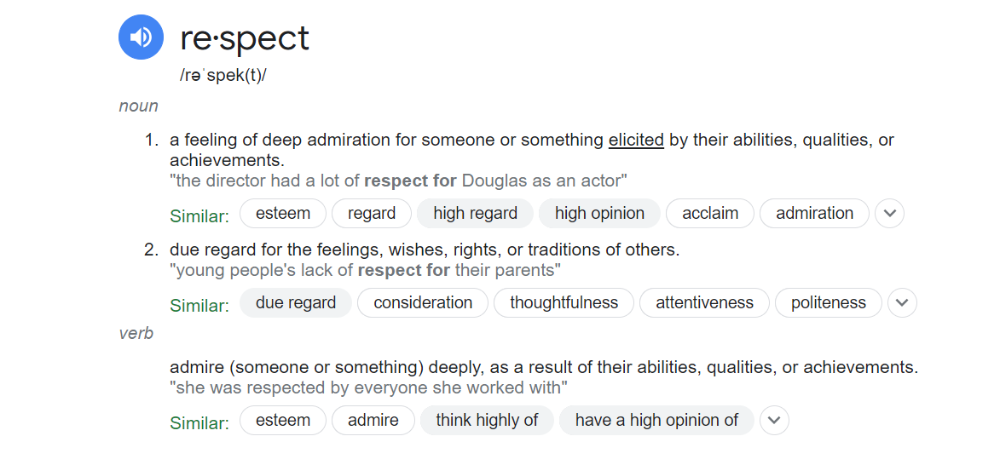 re·spect
/rəˈspek(t)/
noun
1. a feeling of deep admiration for someone or something elicited by their abilities, qualities, or
achievements.
"the director had a lot of respect for Douglas as an actor"
Similar: esteem regard high regard high opinion acclaim admiration
2. due regard for the feelings, wishes, rights, or traditions of others.
"young people's lack of respect for their parents"
Similar: due regard consideration thoughtfulness attentiveness politeness
verb
admire (someone or something) deeply, as a result of their abilities, qualities, or achievements.
"she was respected by everyone she worked with"
Similar: esteem admire think highly of have a high opinion of